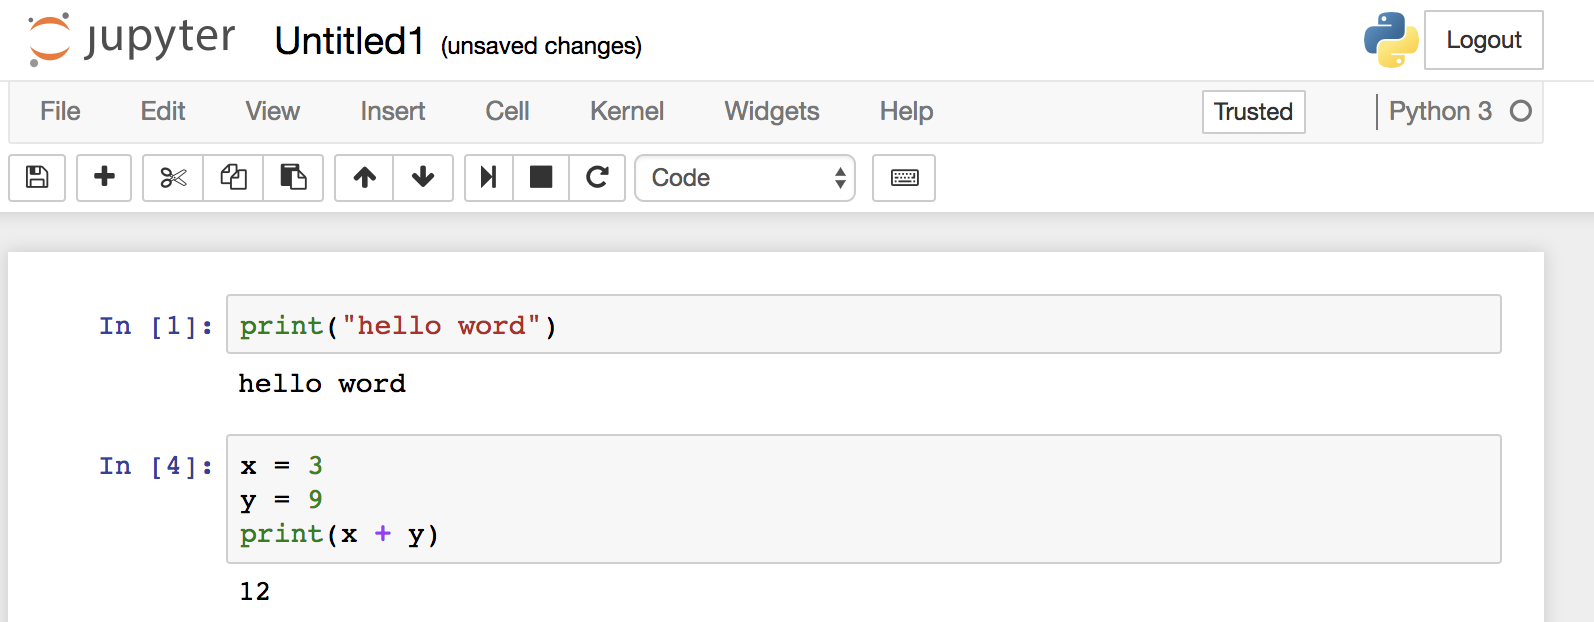 jupyter Untitled1 (unsaved changes) Logout
File Edit View Insert Cell Kernel Widgets Help Trusted Python 3
Code
In [1]: print("hello word")
hello word
In [4]: x = 3
y = 9
print(x + y)
12